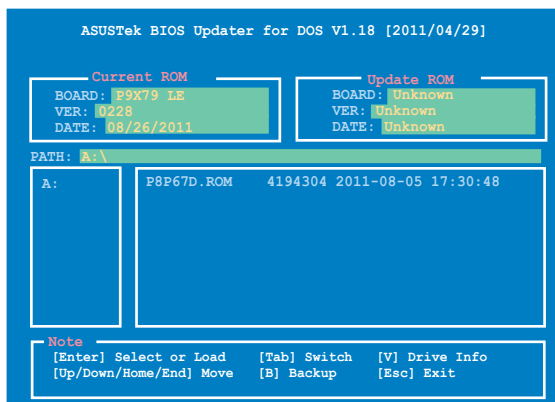 ASUSTek BIOS Updater for DOS V1.18 [2011/04/29]
Current ROM
BOARD: P9X79 LE
VER: 0228
DATE: 08/26/2011
Update ROM
BOARD: Unknown
VER: Unknown
DATE: Unknown
PATH: A:\
A:
P8P67D.ROM 4194304 2011-08-05 17:30:48
Note
[Enter] Select or Load [Tab] Switch [V] Drive Info
[Up/Down/Home/End] Move [B] Backup [Esc] Exit